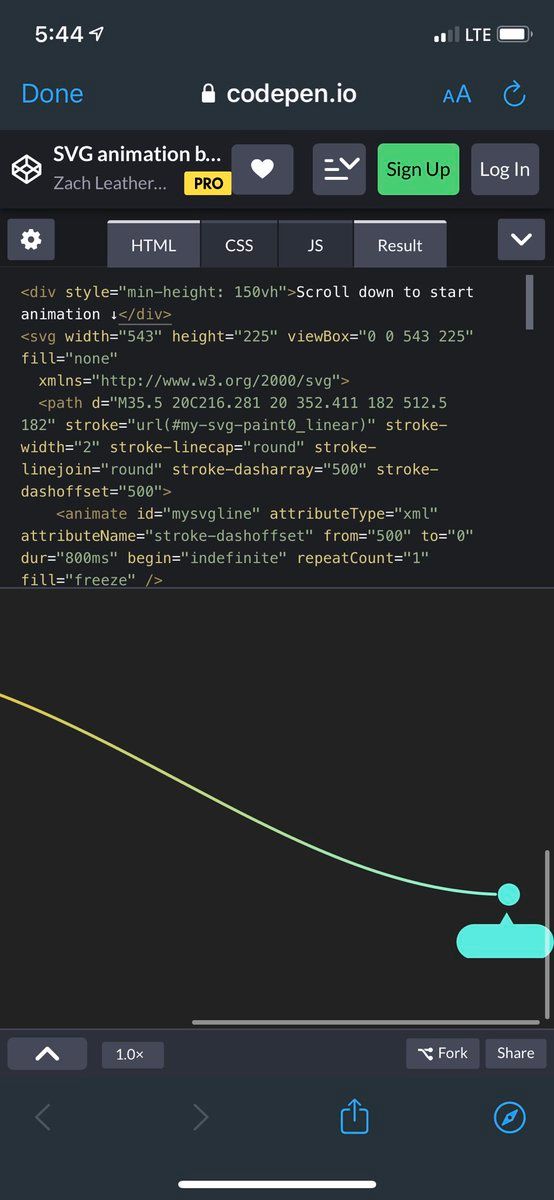 5:44
LTE
Done
codepen.io
AA
SVG animation b...
Zach Leather...
PRO
Sign Up
Log In
HTML
CSS
JS
Result
<div style="min-height: 150vh">Scroll down to start
animation ↓</div>
<svg width="543" height="225" viewBox="0 0 543 225"
fill="none"
xmlns="http://www.w3.org/2000/svg">
<path d="M35.5 20C216.281 20 352.411 182 512.5
182" stroke="url(#my-svg-paint0_linear)" stroke-
width="2" stroke-linecap="round" stroke-
linejoin="round" stroke-dasharray="500" stroke-
dashoffset="500">
<animate id="mysvgline" attributeType="xml"
attributeName="stroke-dashoffset" from="500" to="0"
dur="800ms" begin="indefinite" repeatCount="1"
fill="freeze" />
1.0×
Fork
Share